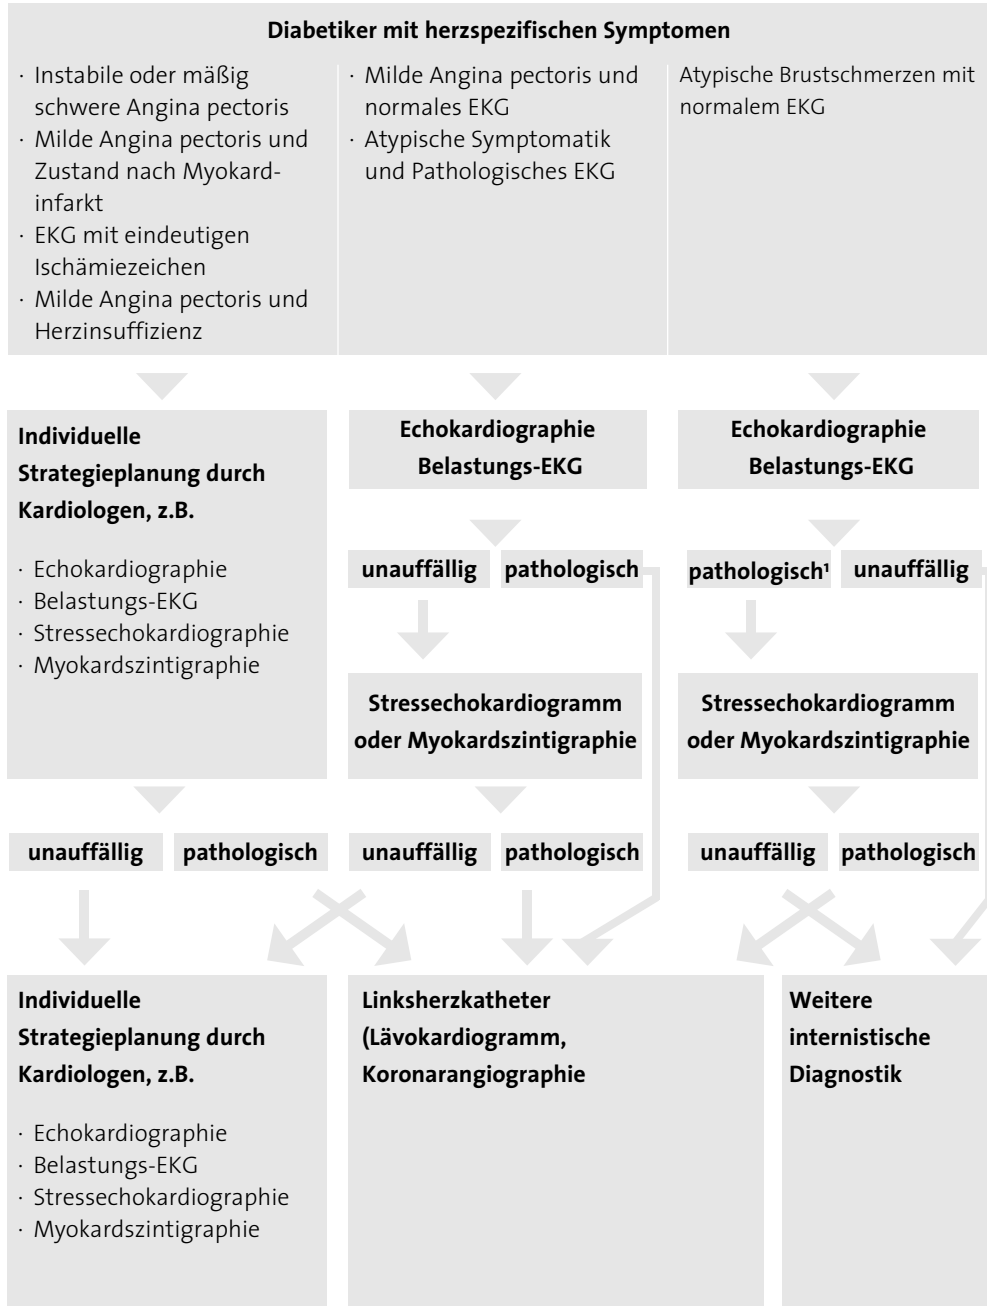 Diabetiker mit herzspezifischen Symptomen
· Instabile oder mäßig
schwere Angina pectoris
· Milde Angina pectoris und
Zustand nach Myokard-
infarkt
· EKG mit eindeutigen
Ischämiezeichen
· Milde Angina pectoris und
Herzinsuffizienz
· Milde Angina pectoris und
normales EKG
· Atypische Symptomatik
und Pathologisches EKG
Atypische Brustschmerzen mit
normalem EKG
Individuelle
Strategieplanung durch
Kardiologen, z.B.
· Echokardiographie
· Belastungs-EKG
· Stressechokardiographie
· Myokardszintigraphie
Echokardiographie
Belastungs-EKG
Echokardiographie
Belastungs-EKG
unauffällig
pathologisch
pathologisch¹
unauffällig
Stressechokardiogramm
oder Myokardszintigraphie
Stressechokardiogramm
oder Myokardszintigraphie
unauffällig
pathologisch
unauffällig
pathologisch
unauffällig
pathologisch
Individuelle
Strategieplanung durch
Kardiologen, z.B.
· Echokardiographie
· Belastungs-EKG
· Stressechokardiographie
· Myokardszintigraphie
Linksherzkatheter
(Lävokardiogramm,
Koronarangiographie
Weitere
internistische
Diagnostik